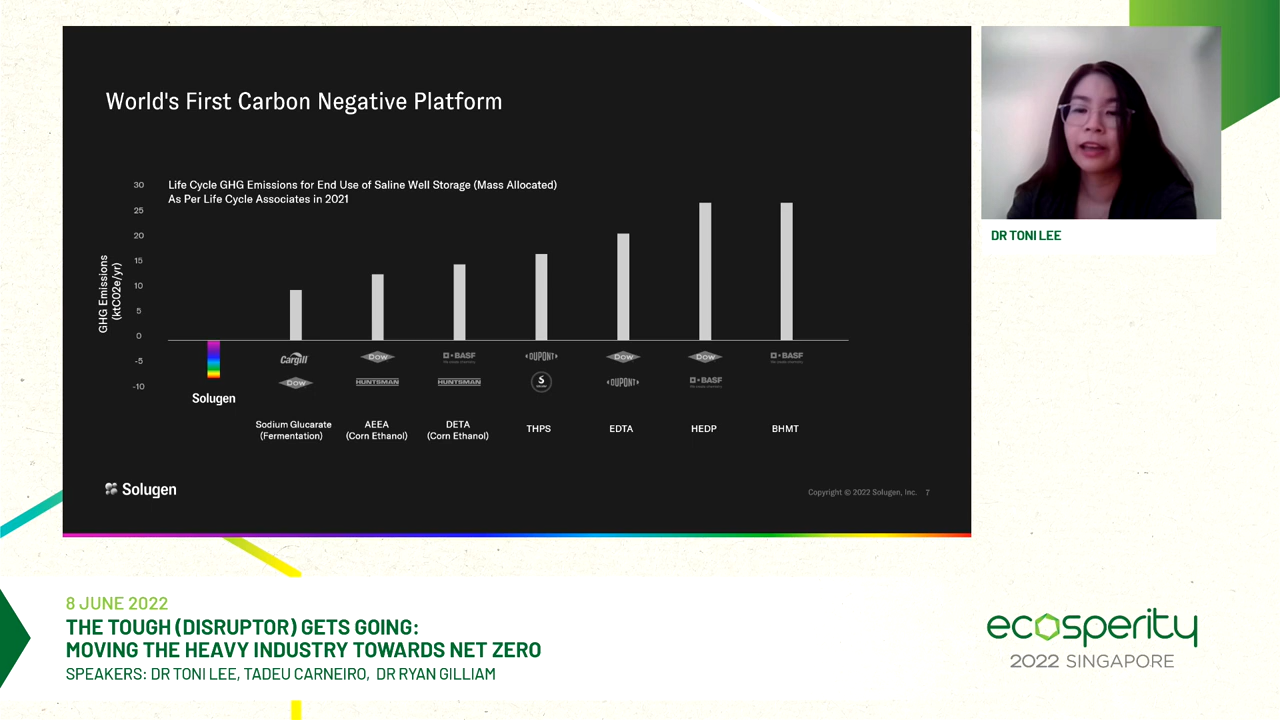 World's First Carbon Negative Platform
Life Cycle GHG Emissions for End Use of Saline Well Storage (Mass Allocated)
As Per Life Cycle Associates in 2021
30
25
20
15
10
5
0
-5
-10
GHG Emissions
(ktC02e/yr)
Solugen
Cargill
Dow
Sodium Glucarate
(Fermentation)
Dow
HUNTSMAN
AEEA
(Corn Ethanol)
BASF
HUNTSMAN
DETA
(Corn Ethanol)
DUPONT
S
THPS
Dow
DUPONT
EDTA
Dow
BASF
HEDP
BASF
BHMT
Solugen
Copyright © 2022 Solugen, Inc. 7
DR TONI LEE
8 JUNE 2022
THE TOUGH (DISRUPTOR) GETS GOING:
MOVING THE HEAVY INDUSTRY TOWARDS NET ZERO
SPEAKERS: DR TONI LEE, TADEU CARNEIRO, DR RYAN GILLIAM
ecosperity
2022 SINGAPORE